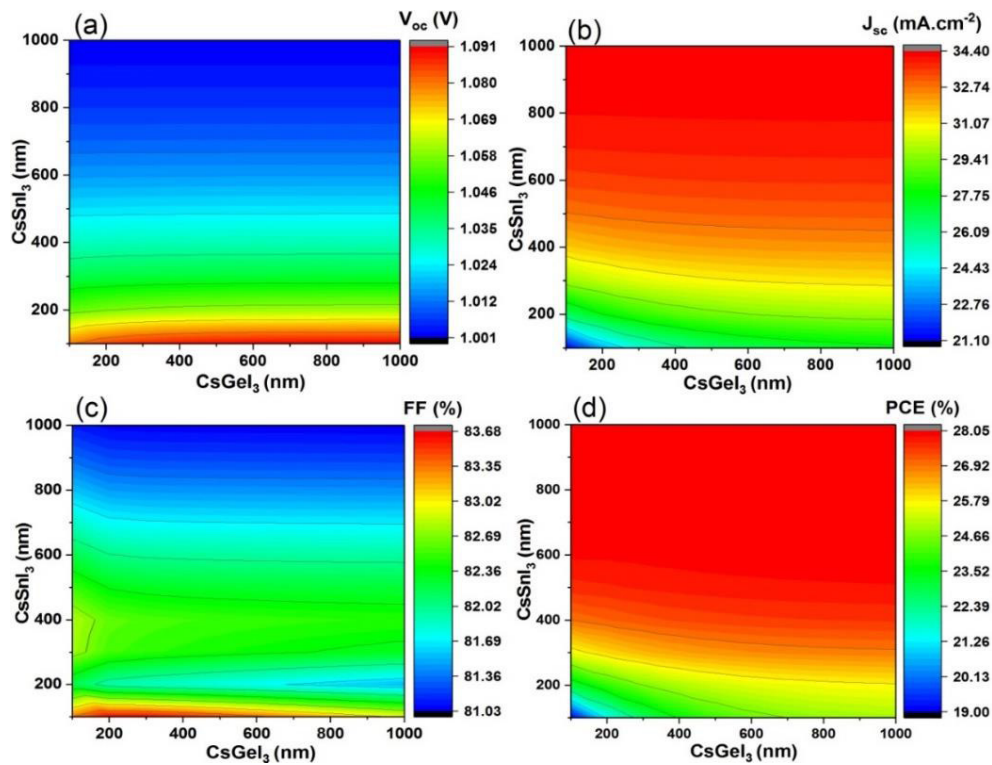 (a)
V_oc (V)
1000
800
600
400
200
CsSnI₃ (nm)
200 400 600 800 1000
CsGeI₃ (nm)
1.091
1.080
1.069
1.058
1.046
1.035
1.024
1.012
1.001
(b)
J_sc (mA.cm⁻²)
1000
800
600
400
200
CsSnI₃ (nm)
200 400 600 800 1000
CsGeI₃ (nm)
34.40
32.74
31.07
29.41
27.75
26.09
24.43
22.76
21.10
(c)
FF (%)
1000
800
600
400
200
CsSnI₃ (nm)
200 400 600 800 1000
CsGeI₃ (nm)
83.68
83.35
83.02
82.69
82.36
82.02
81.69
81.36
81.03
(d)
PCE (%)
1000
800
600
400
200
CsSnI₃ (nm)
200 400 600 800 1000
CsGeI₃ (nm)
28.05
26.92
25.79
24.66
23.52
22.39
21.26
20.13
19.00